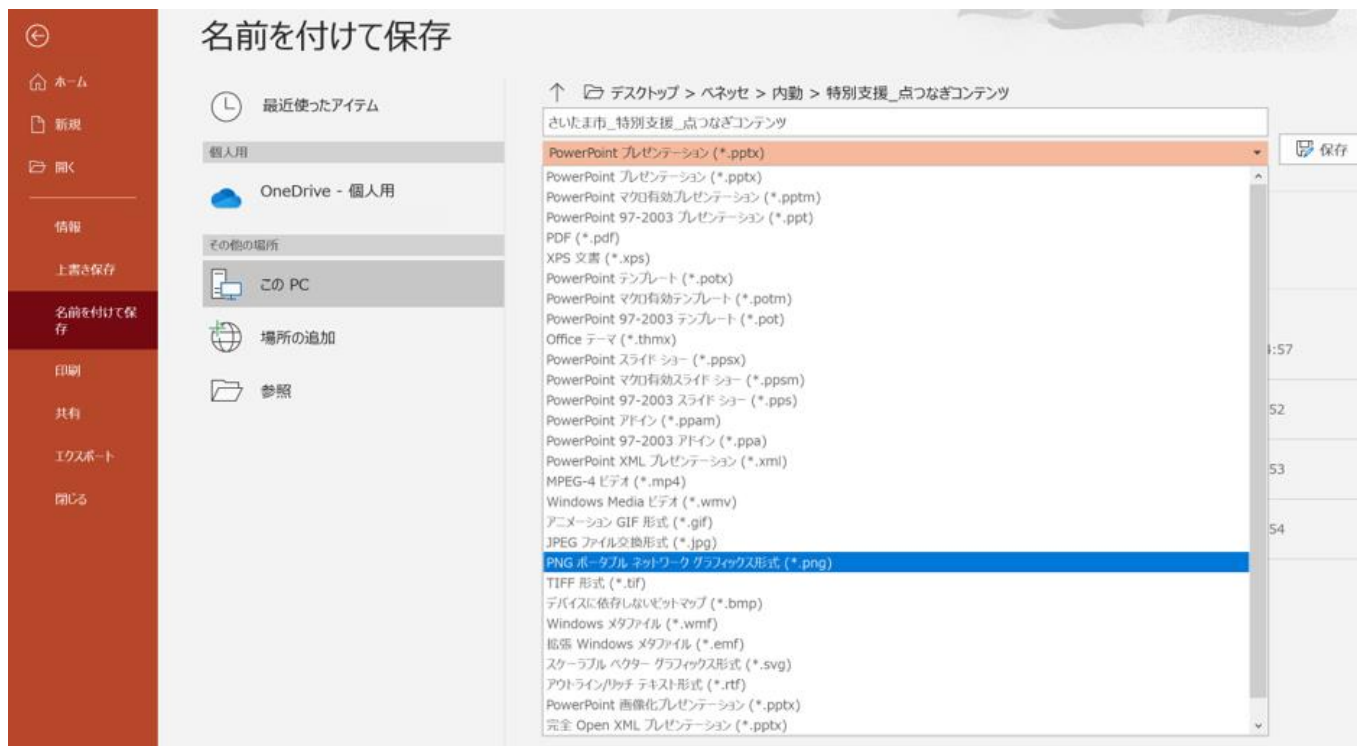 名前を付けて保存
ホーム
新規
開く
情報
上書き保存
名前を付けて保
存
印刷
共有
エクスポート
閉じる
最近使ったアイテム
個人用
OneDrive - 個人用
その他の場所
この PC
場所の追加
参照
デスクトップ > ベネッセ > 内勤 > 特別支援_点つなぎコンテンツ
さいたま市_特別支援_点つなぎコンテンツ
PowerPoint プレゼンテーション (*.pptx)
保存
PowerPoint プレゼンテーション (*.pptx)
PowerPoint マクロ有効プレゼンテーション (*.pptm)
PowerPoint 97-2003 プレゼンテーション (*.ppt)
PDF (*.pdf)
XPS 文書 (*.xps)
PowerPoint テンプレート (*.potx)
PowerPoint マクロ有効テンプレート (*.potm)
PowerPoint 97-2003 テンプレート (*.pot)
Office テーマ (*.thmx)
PowerPoint スライド ショー (*.ppsx)
PowerPoint マクロ有効スライド ショー (*.ppsm)
PowerPoint 97-2003 スライド ショー (*.pps)
PowerPoint アドイン (*.ppam)
PowerPoint 97-2003 アドイン (*.ppa)
PowerPoint XML プレゼンテーション (*.xml)
MPEG-4 ビデオ (*.mp4)
Windows Media ビデオ (*.wmv)
アニメーション GIF 形式 (*.gif)
JPEG ファイル交換形式 (*.jpg)
PNG ポータブル ネットワーク グラフィックス形式 (*.png)
TIFF 形式 (*.tif)
デバイスに依存しないビットマップ (*.bmp)
Windows メタファイル (*.wmf)
拡張 Windows メタファイル (*.emf)
スケーラブル ベクター グラフィックス形式 (*.svg)
アウトライン/リッチ テキスト形式 (*.rtf)
PowerPoint 画像化プレゼンテーション (*.pptx)
完全 Open XML プレゼンテーション (*.pptx)
:57
52
53
54